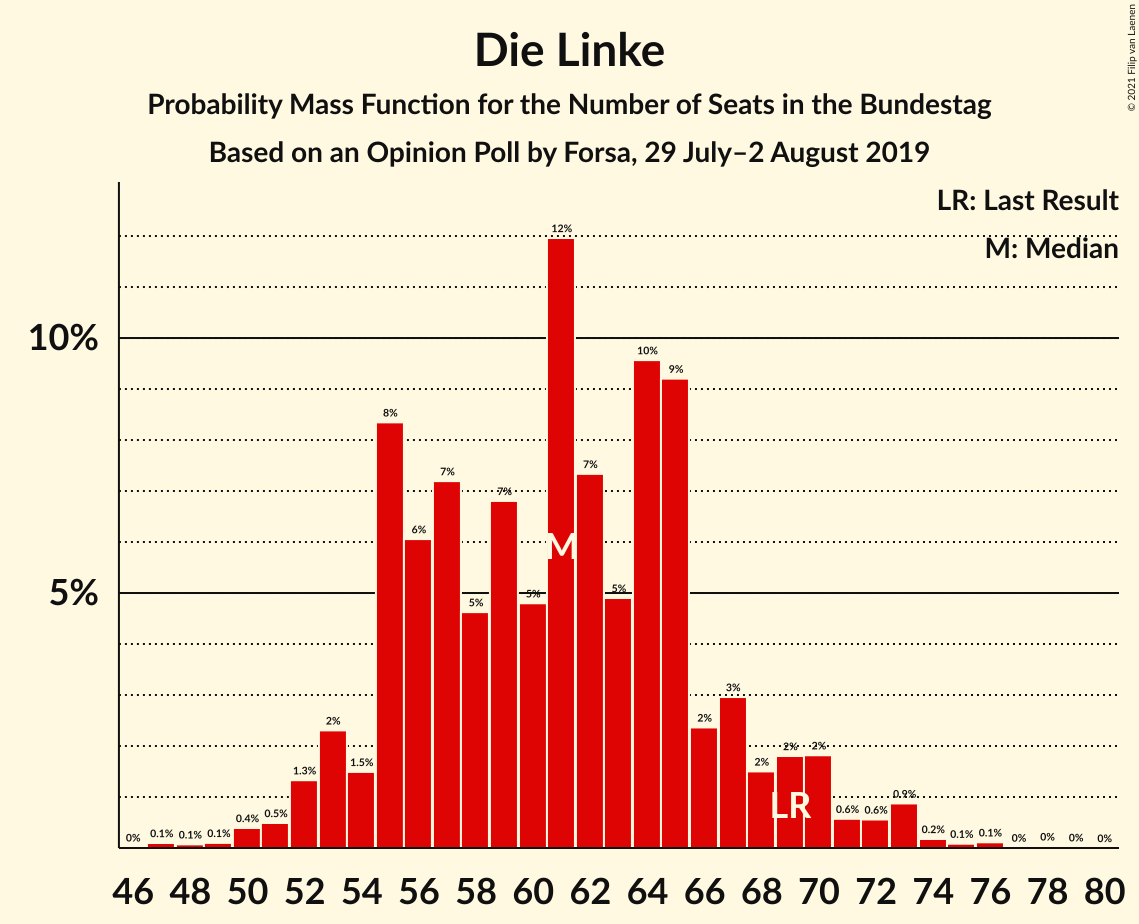 Die Linke
Probability Mass Function for the Number of Seats in the Bundestag
Based on an Opinion Poll by Forsa, 29 July–2 August 2019
© 2021 Filip van Laenen
LR: Last Result
M: Median
10%
5%
0% 0.1% 0.1% 0.1% 0.4% 0.5% 1.3% 2% 1.5% 8% 6% 7% 5% 7% 5% 12% 7% 5% 10% 9% 2% 3% 2% 2% 2% 0.6% 0.6% 0.9% 0.2% 0.1% 0.1% 0% 0% 0% 0%
M
LR
46 48 50 52 54 56 58 60 62 64 66 68 70 72 74 76 78 80